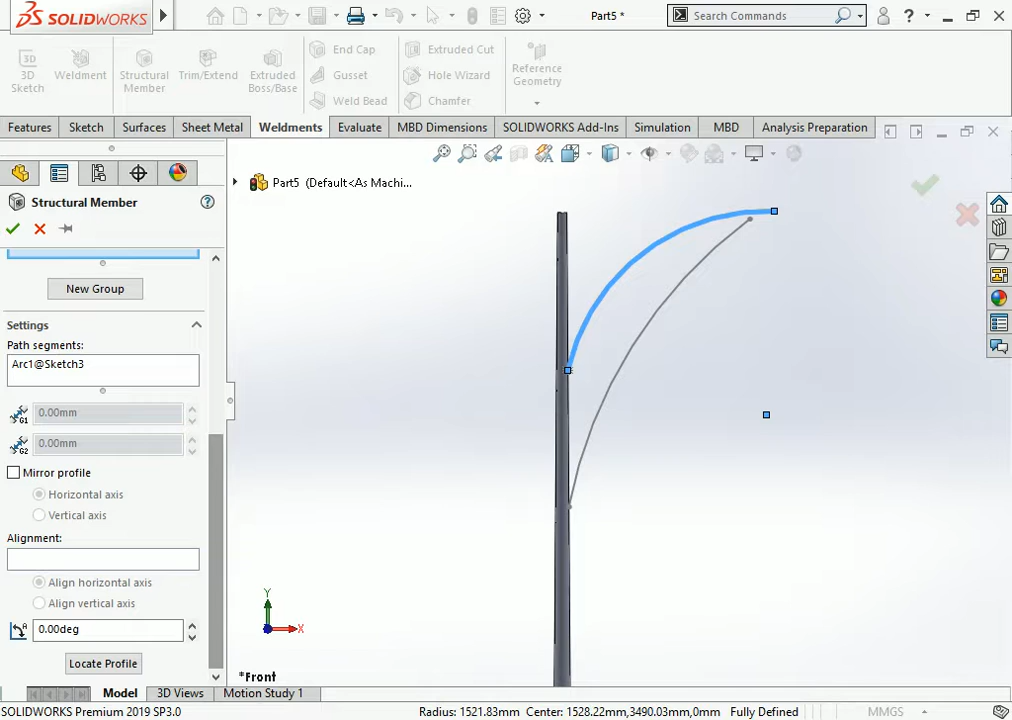 SOLIDWORKS
Part5 *
Search Commands
?
3D Sketch
Weldment
Structural Member
Trim/Extend
Extruded Boss/Base
End Cap
Gusset
Weld Bead
Extruded Cut
Hole Wizard
Chamfer
Reference Geometry
Features
Sketch
Surfaces
Sheet Metal
Weldments
Evaluate
MBD Dimensions
SOLIDWORKS Add-Ins
Simulation
MBD
Analysis Preparation
Part5 (Default<As Machi...
Structural Member
?
New Group
Settings
Path segments:
Arc1@Sketch3
G1
0.00mm
G2
0.00mm
Mirror profile
Horizontal axis
Vertical axis
Alignment:
Align horizontal axis
Align vertical axis
0.00deg
Locate Profile
Y
X
*Front
Model
3D Views
Motion Study 1
SOLIDWORKS Premium 2019 SP3.0
Radius: 1521.83mm Center: 1528.22mm,3490.03mm,0mm Fully Defined
MMGS